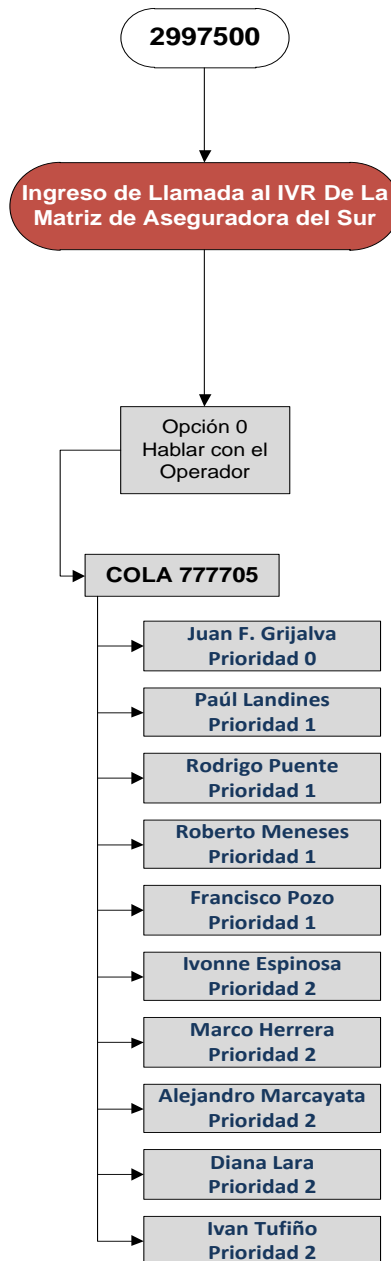 2997500
Ingreso de Llamada al IVR De La
Matriz de Aseguradora del Sur
Opción 0
Hablar con el
Operador
COLA 777705
Juan F. Grijalva
Prioridad 0
Paúl Landines
Prioridad 1
Rodrigo Puente
Prioridad 1
Roberto Meneses
Prioridad 1
Francisco Pozo
Prioridad 1
Ivonne Espinosa
Prioridad 2
Marco Herrera
Prioridad 2
Alejandro Marcayata
Prioridad 2
Diana Lara
Prioridad 2
Ivan Tufiño
Prioridad 2